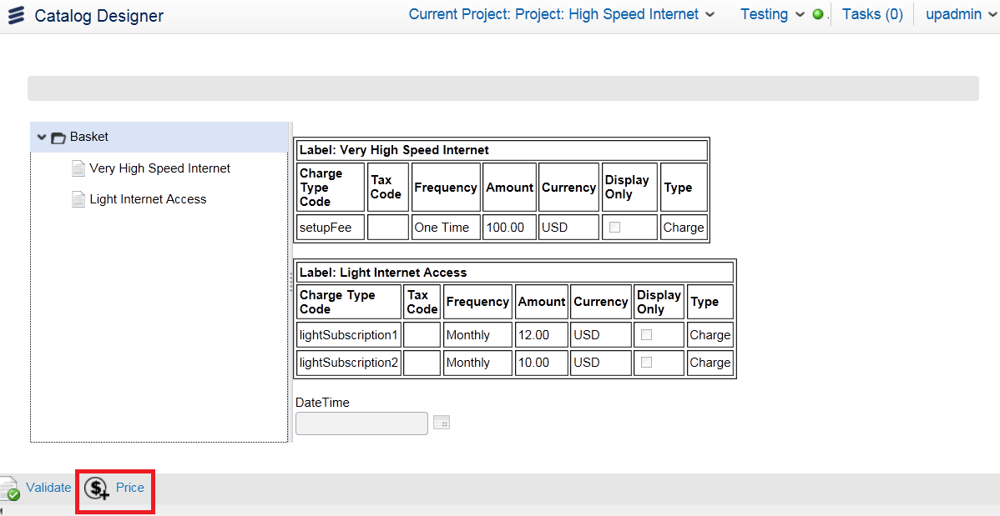 Catalog Designer
Current Project: Project: High Speed Internet
Testing
Tasks (0)
upadmin
Basket
Very High Speed Internet
Light Internet Access
Label: Very High Speed Internet
Charge Type Code
Tax Code
Frequency
Amount
Currency
Display Only
Type
setupFee
One Time
100.00
USD
Charge
Label: Light Internet Access
Charge Type Code
Tax Code
Frequency
Amount
Currency
Display Only
Type
lightSubscription1
Monthly
12.00
USD
Charge
lightSubscription2
Monthly
10.00
USD
Charge
DateTime
Validate
Price